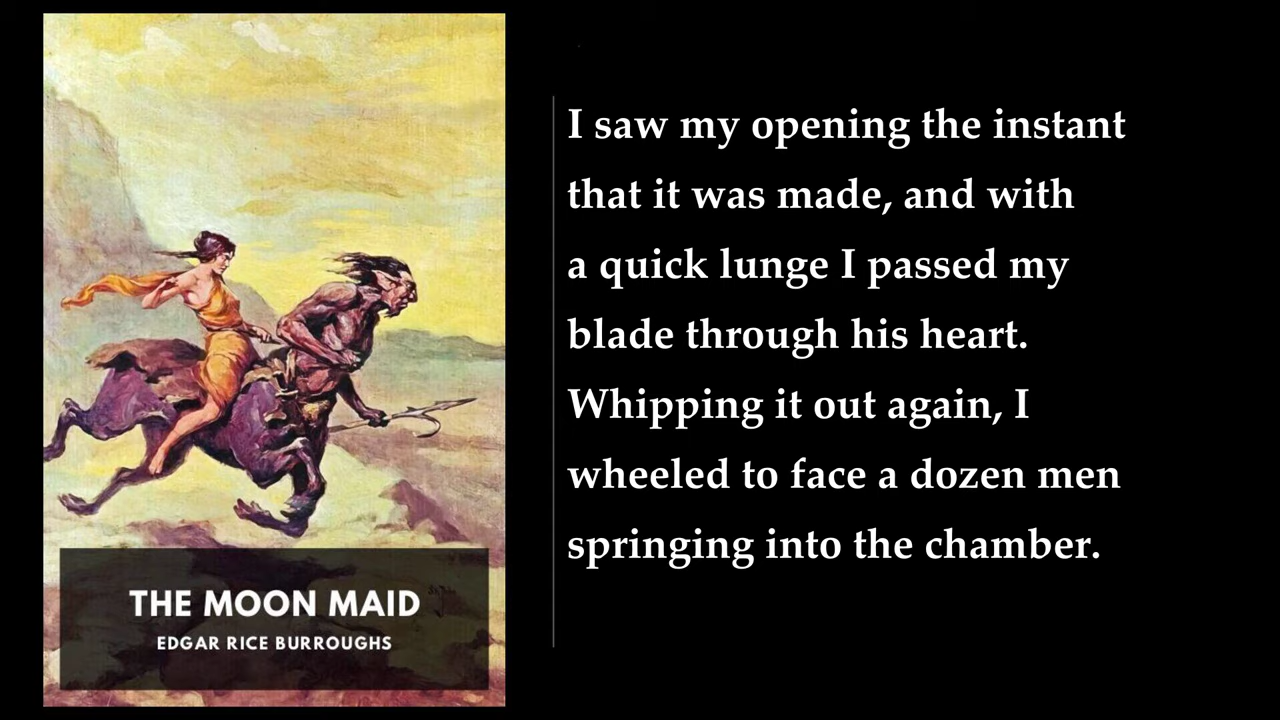 THE MOON MAID
EDGAR RICE BURROUGHS
I saw my opening the instant
that it was made, and with
a quick lunge I passed my
blade through his heart.
Whipping it out again, I
wheeled to face a dozen men
springing into the chamber.